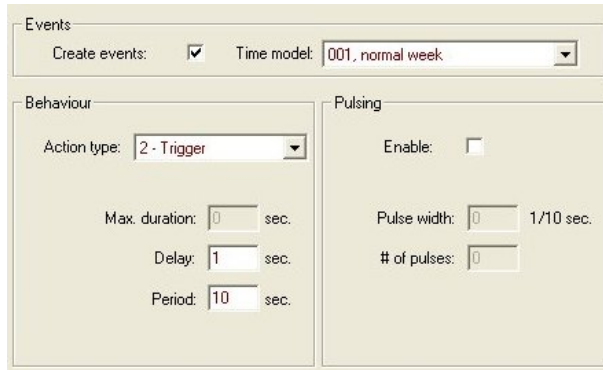 Events
Create events: Time model: 001, normal week
Behaviour
Action type: 2 - Trigger
Max. duration: 0 sec.
Delay: 1 sec.
Period: 10 sec.
Pulsing
Enable:
Pulse width: 0 1/10 sec.
# of pulses: 0